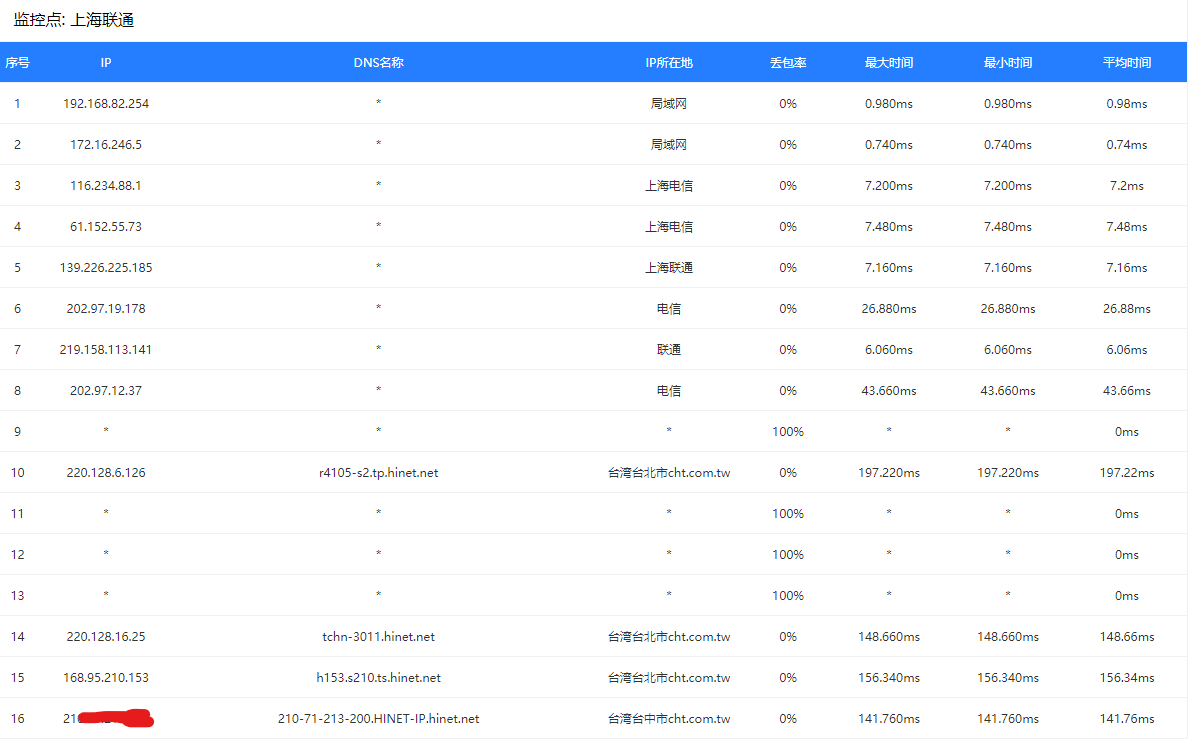 监控点: 上海联通
序号 IP DNS名称 IP所在地 丢包率 最大时间 最小时间 平均时间
1 192.168.82.254 * 局域网 0% 0.980ms 0.980ms 0.98ms
2 172.16.246.5 * 局域网 0% 0.740ms 0.740ms 0.74ms
3 116.234.88.1 * 上海电信 0% 7.200ms 7.200ms 7.2ms
4 61.152.55.73 * 上海电信 0% 7.480ms 7.480ms 7.48ms
5 139.226.225.185 * 上海联通 0% 7.160ms 7.160ms 7.16ms
6 202.97.19.178 * 电信 0% 26.880ms 26.880ms 26.88ms
7 219.158.113.141 * 联通 0% 6.060ms 6.060ms 6.06ms
8 202.97.12.37 * 电信 0% 43.660ms 43.660ms 43.66ms
9 * * * 100% * * 0ms
10 220.128.6.126 r4105-s2.tp.hinet.net 台湾台北市cht.com.tw 0% 197.220ms 197.220ms 197.22ms
11 * * * 100% * * 0ms
12 * * * 100% * * 0ms
13 * * * 100% * * 0ms
14 220.128.16.25 tchn-3011.hinet.net 台湾台北市cht.com.tw 0% 148.660ms 148.660ms 148.66ms
15 168.95.210.153 h153.s210.ts.hinet.net 台湾台北市cht.com.tw 0% 156.340ms 156.340ms 156.34ms
16 210-71-213-200.HINET-IP.hinet.net 台湾台中市cht.com.tw 0% 141.760ms 141.760ms 141.76ms